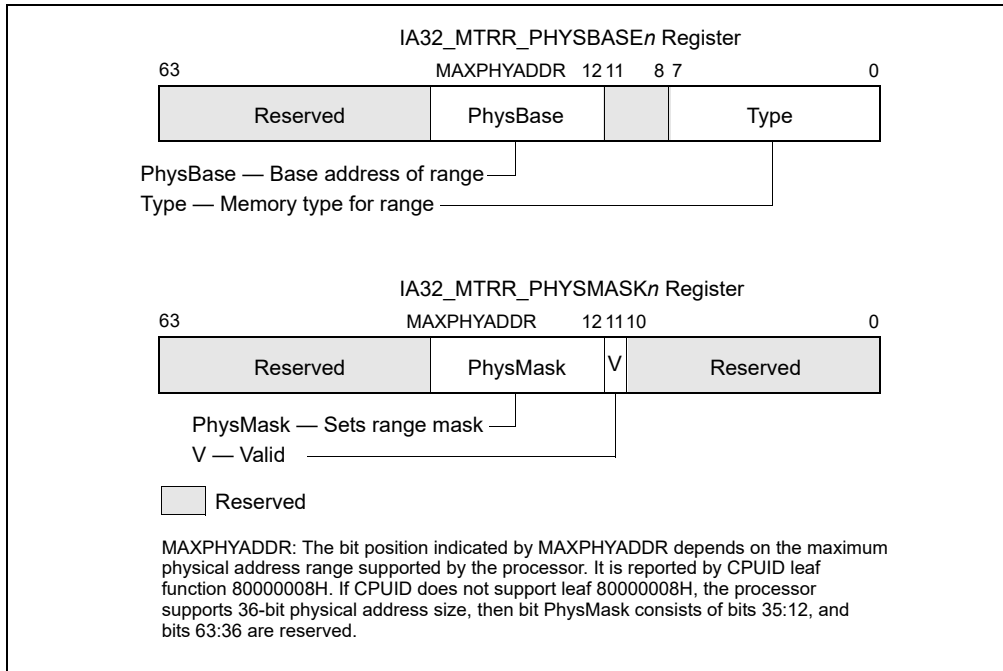 IA32_MTRR_PHYSBASEn Register
63 MAXPHYADDR 12 11 8 7 0
Reserved PhysBase Type
PhysBase — Base address of range
Type — Memory type for range
IA32_MTRR_PHYSMASKn Register
63 MAXPHYADDR 12 11 10 0
Reserved PhysMask V Reserved
PhysMask — Sets range mask
V — Valid
Reserved
MAXPHYADDR: The bit position indicated by MAXPHYADDR depends on the maximum
physical address range supported by the processor. It is reported by CPUID leaf
function 80000008H. If CPUID does not support leaf 80000008H, the processor
supports 36-bit physical address size, then bit PhysMask consists of bits 35:12, and
bits 63:36 are reserved.